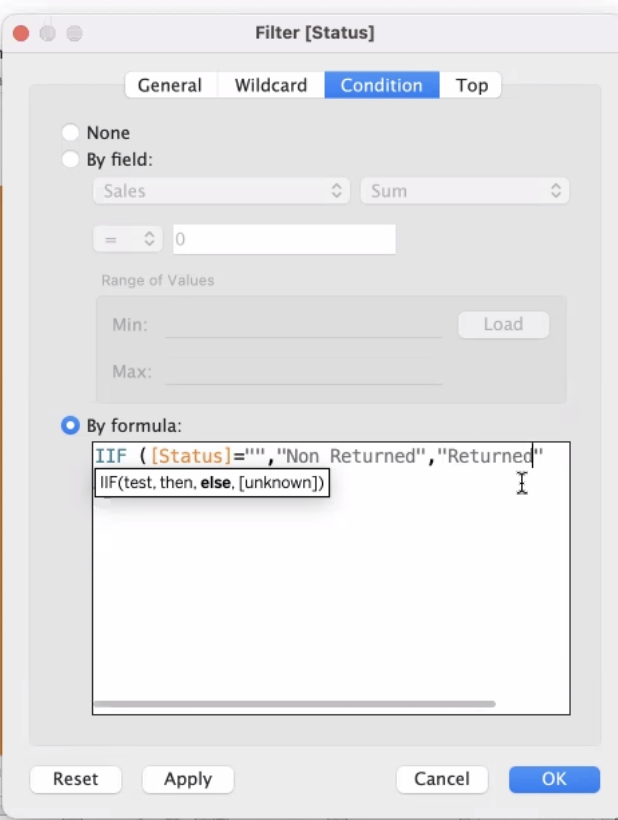 Filter [Status]
General Wildcard Condition Top
None
By field:
Sales Sum
= 0
Range of Values
Min: Load
Max:
By formula:
IIF ([Status]="","Non Returned","Returned"
IIF(test, then, else, [unknown])
Reset Apply Cancel OK